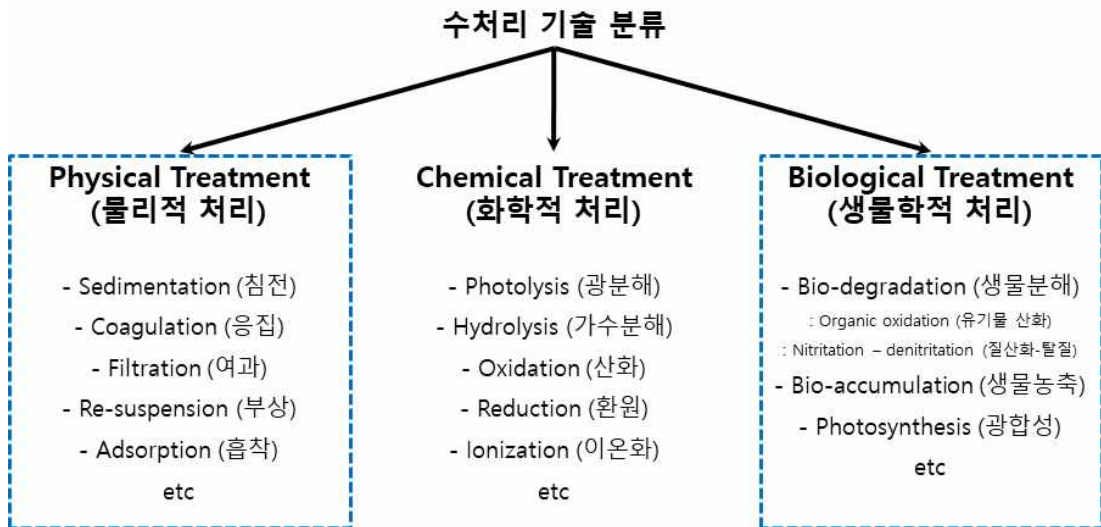 수처리 기술 분류
Physical Treatment
(물리적 처리)
- Sedimentation (침전)
- Coagulation (응집)
- Filtration (여과)
- Re-suspension (부상)
- Adsorption (흡착)
etc
Chemical Treatment
(화학적 처리)
- Photolysis (광분해)
- Hydrolysis (가수분해)
- Oxidation (산화)
- Reduction (환원)
- Ionization (이온화)
etc
Biological Treatment
(생물학적 처리)
- Bio-degradation (생물분해)
: Organic oxidation (유기물 산화)
: Nitritation – denitritation (질산화-탈질)
- Bio-accumulation (생물농축)
- Photosynthesis (광합성)
etc